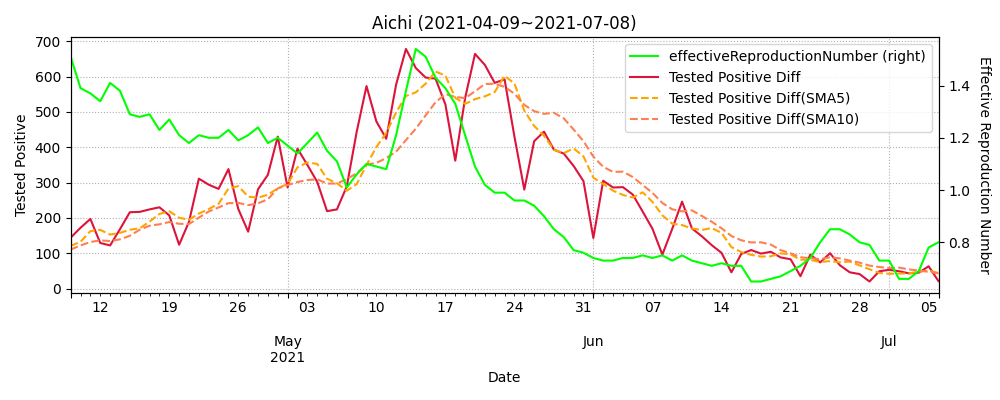 Aichi (2021-04-09~2021-07-08)
effectiveReproductionNumber (right)
Tested Positive Diff
Tested Positive Diff(SMA5)
Tested Positive Diff(SMA10)
Tested Positive
700
600
500
400
300
200
100
0
1.4
1.2
1.0
0.8
Effective Reproduction Number
12 19 26 03 10 17 24 31 07 14 21 28 05
May Jun Jul
2021
Date